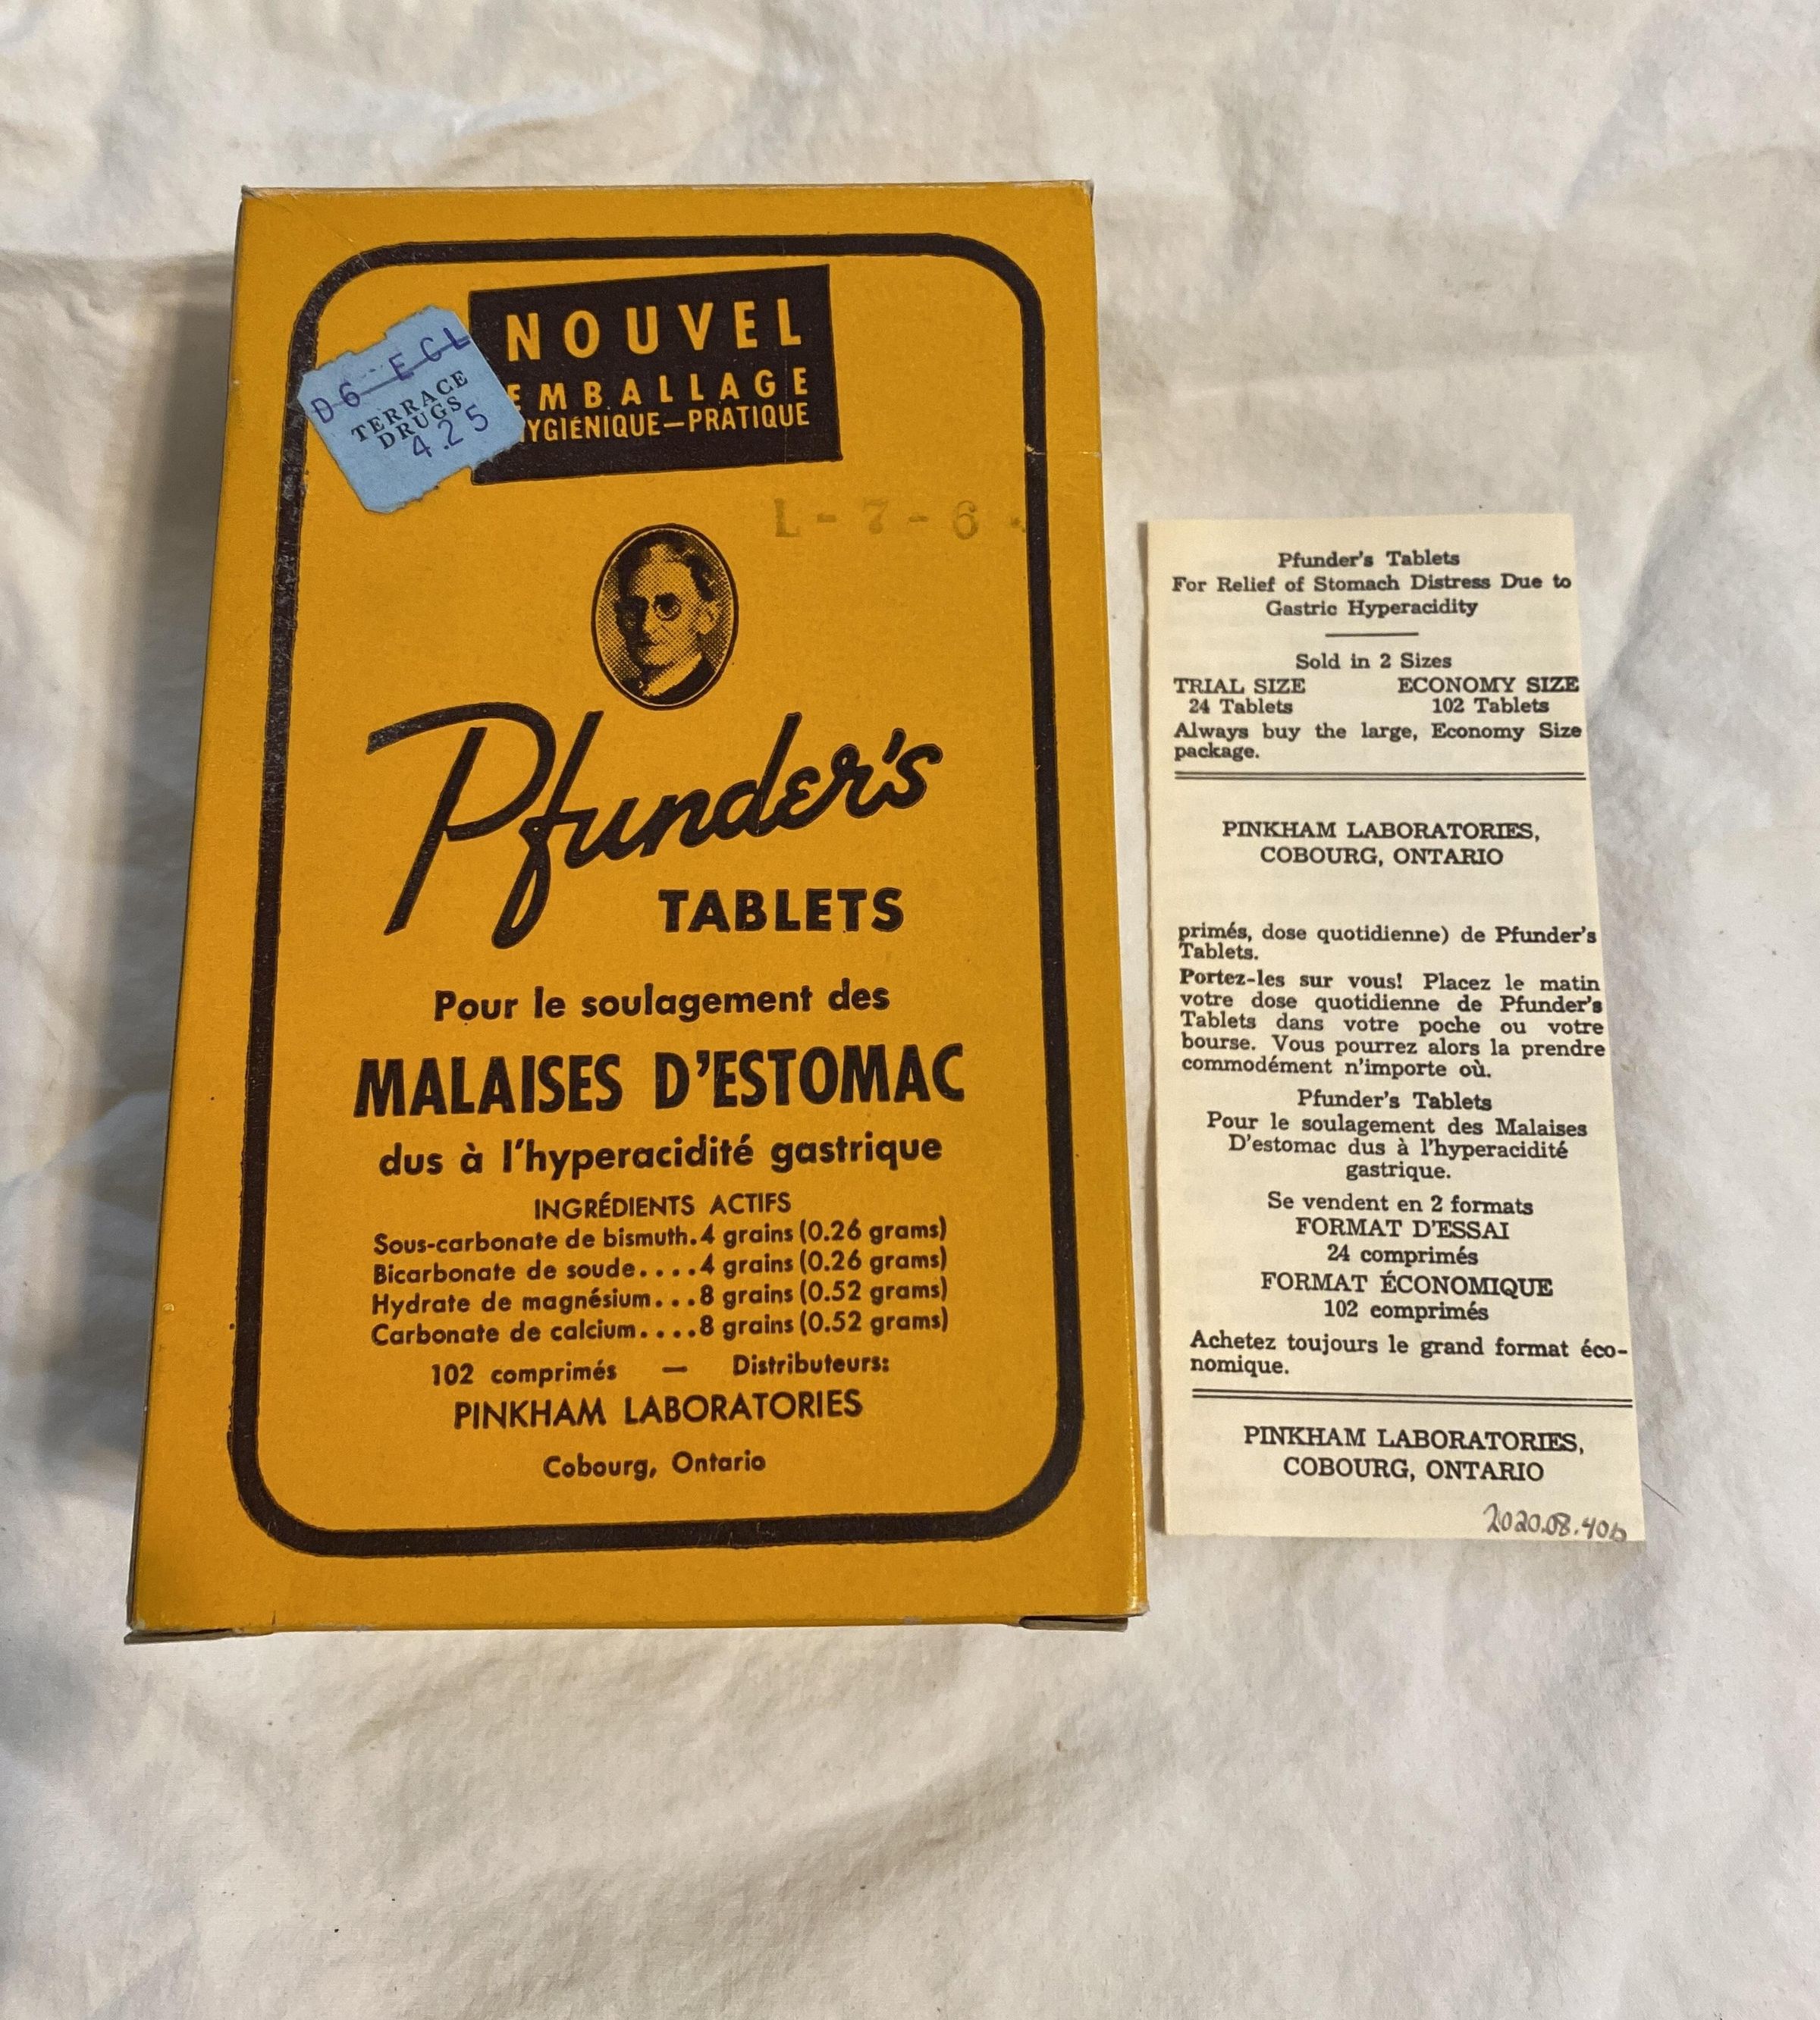 NOUVEL
EMBALLAGE
YGIÉNIQUE—PRATIQUE
D6 EGL
TERRACE
DRUGS
4.25
L-7-6
Pfunder's
TABLETS
Pour le soulagement des
MALAISES D'ESTOMAC
dus à l'hyperacidité gastrique
INGRÉDIENTS ACTIFS
Sous-carbonate de bismuth.4 grains (0.26 grams)
Bicarbonate de soude....4 grains (0.26 grams)
Hydrate de magnésium...8 grains (0.52 grams)
Carbonate de calcium....8 grains (0.52 grams)
102 comprimés — Distributeurs:
PINKHAM LABORATORIES
Cobourg, Ontario
Pfunder's Tablets
For Relief of Stomach Distress Due to
Gastric Hyperacidity
Sold in 2 Sizes
TRIAL SIZE ECONOMY SIZE
24 Tablets 102 Tablets
Always buy the large, Economy Size
package.
PINKHAM LABORATORIES,
COBOURG, ONTARIO
primés, dose quotidienne) de Pfunder's
Tablets.
Portez-les sur vous! Placez le matin
votre dose quotidienne de Pfunder's
Tablets dans votre poche ou votre
bourse. Vous pourrez alors la prendre
commodément n'importe où.
Pfunder's Tablets
Pour le soulagement des Malaises
D'estomac dus à l'hyperacidité
gastrique.
Se vendent en 2 formats
FORMAT D'ESSAI
24 comprimés
FORMAT ÉCONOMIQUE
102 comprimés
Achetez toujours le grand format éco-
nomique.
PINKHAM LABORATORIES,
COBOURG, ONTARIO
2020.08.40b